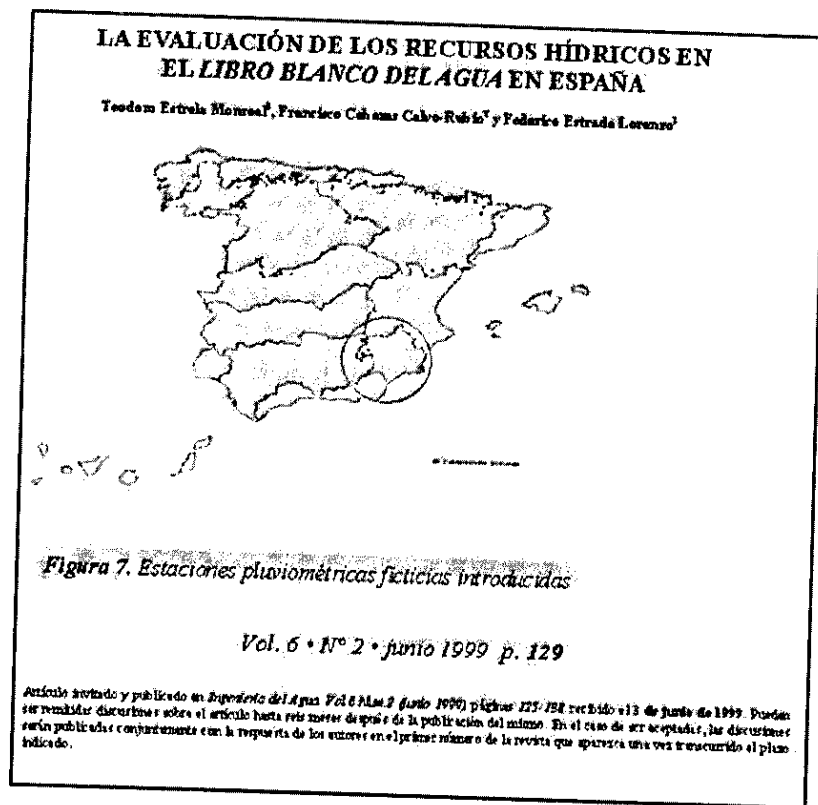 LA EVALUACIÓN DE LOS RECURSOS HÍDRICOS EN
EL LIBRO BLANCO DEL AGUA EN ESPAÑA
Teodoro Estrela Monreal¹, Francisco Cabezas Calvo-Rubio² y Federico Estrada Lorenzo³
Figura 7. Estaciones pluviométricas ficticias introducidas
Vol. 6 • Nº 2 • junio 1999 p. 129
Artículo invitado y publicado en Ingeniería del Agua. Vol.6 Num.2 (junio 1999), páginas 125-138, recibido el 3 de junio de 1999. Pueden
ser remitidas discusiones sobre el artículo hasta seis meses después de la publicación del mismo. En el caso de ser aceptadas, las discusiones
serán publicadas conjuntamente con la respuesta de los autores en el primer número de la revista que aparezca una vez transcurrido el plazo
indicado.